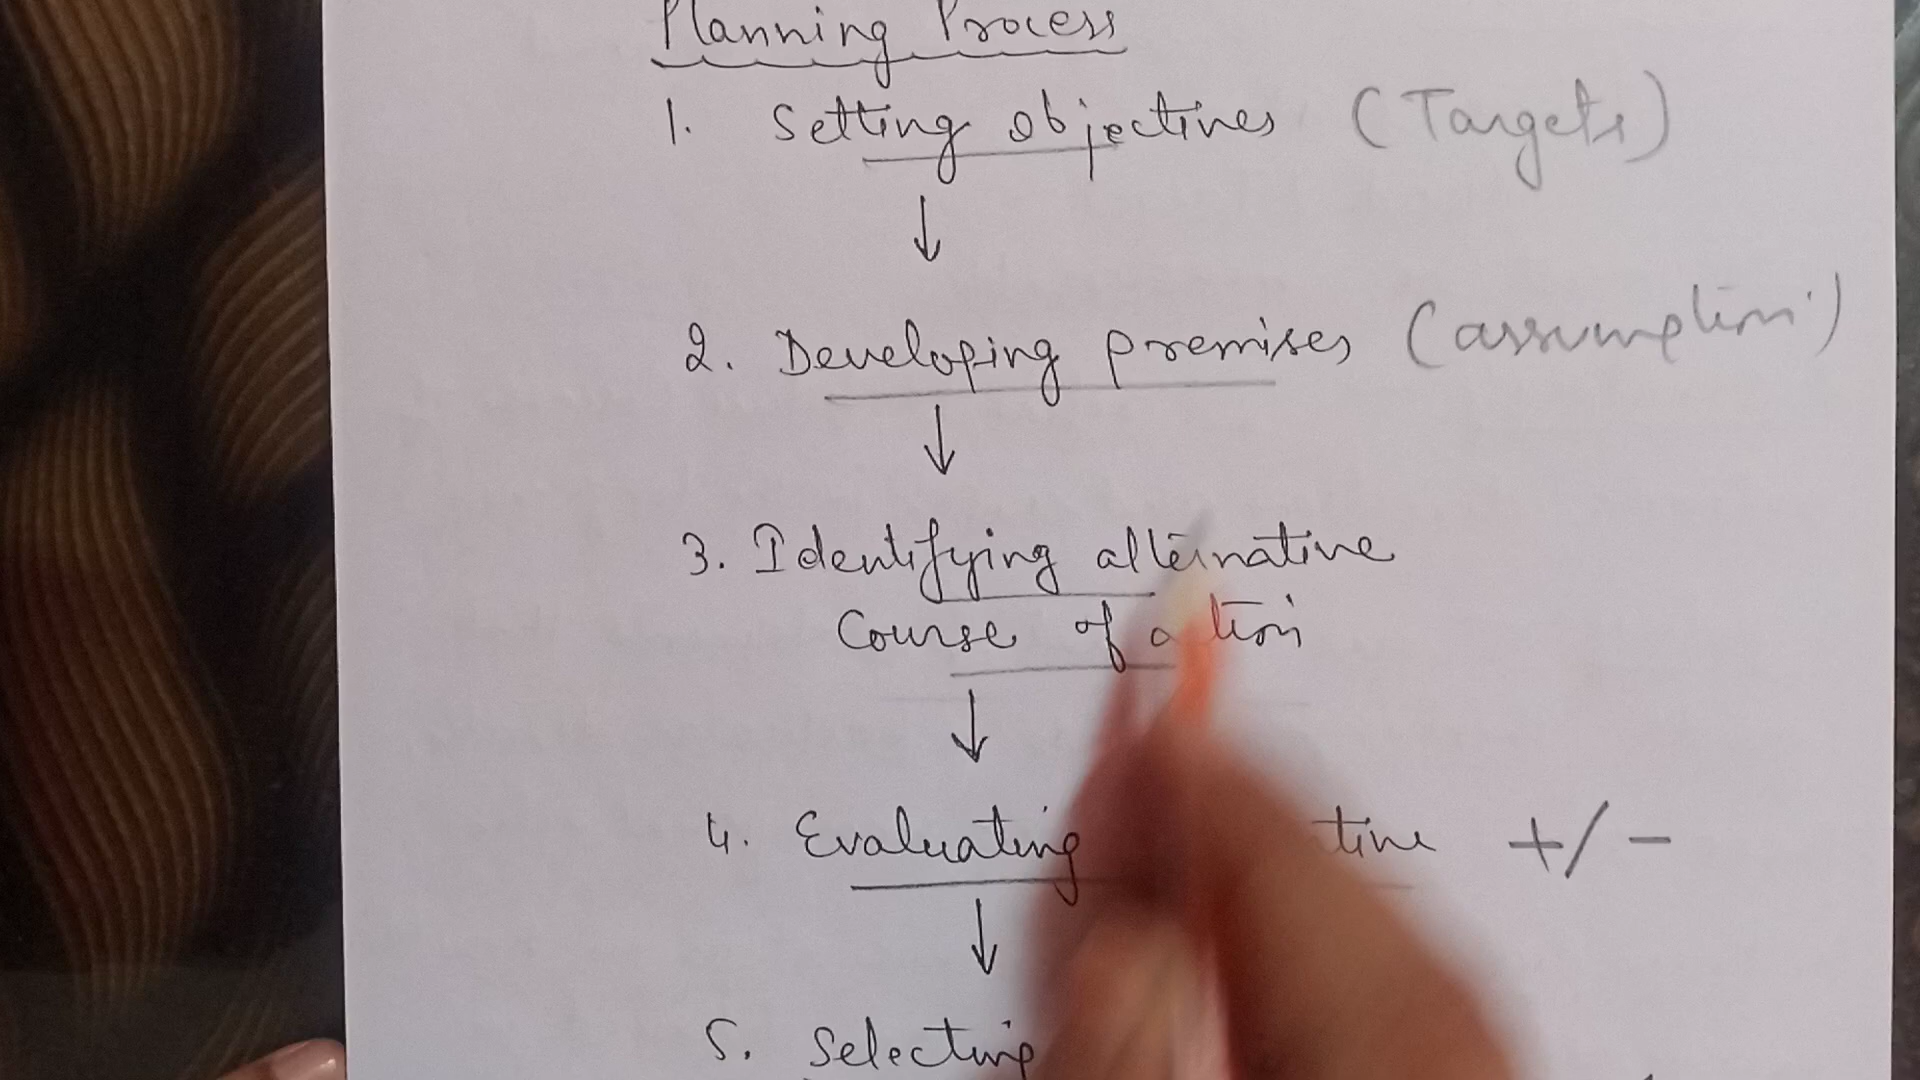 Planning Process
1. Setting objectives (Targets)
↓
2. Developing premises (assumption)
↓
3. Identifying alternative
Course of action
↓
4. Evaluating tive +/-
↓
5. Selecting